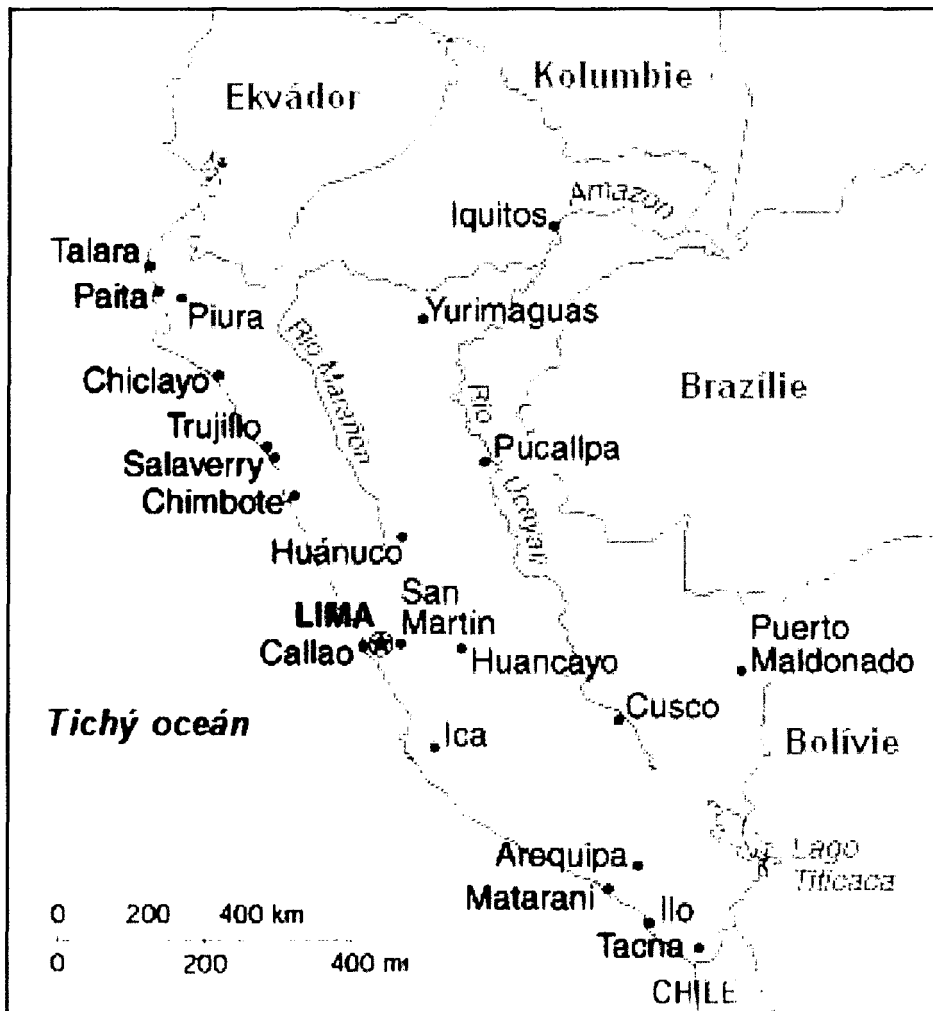 Ekvádor
Kolumbie
Amazon
Iquitos
Talara
Paita
Piura
Yurimaguas
Rio Marañón
Chiclayo
Brazílie
Rio
Ucayali
Trujillo
Salaverry
Pucallpa
Chimbote
Huánuco
San
Martin
LIMA
Callao
Huancayo
Puerto
Maldonado
Tichý oceán
Ica
Cusco
Bolívie
Arequipa
Lago
Titicaca
Matarani
Ilo
Tacna
CHILE
0 200 400 km
0 200 400 mi